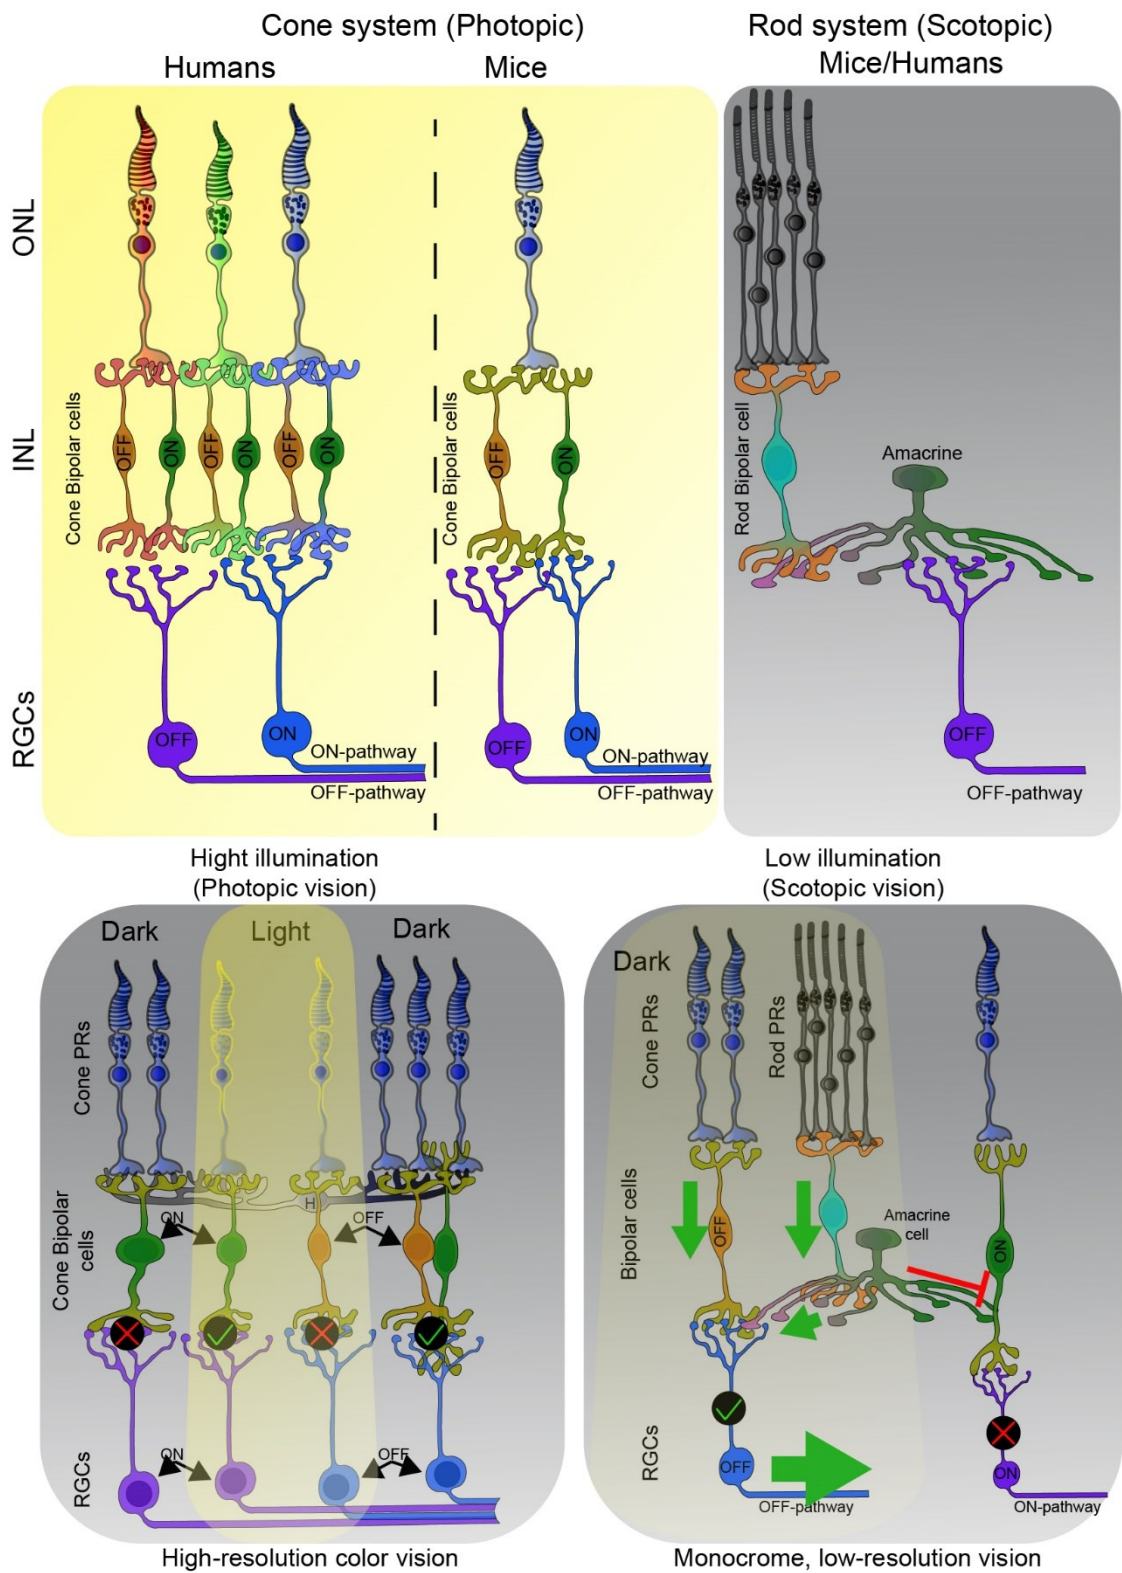 Cone system (Photopic)
Rod system (Scotopic)
Humans
Mice
Mice/Humans
ONL
INL
RGCs
Cone Bipolar cells
OFF
ON
OFF
ON
OFF
ON
Cone Bipolar cells
OFF
ON
Rod Bipolar cell
Amacrine
OFF
ON
ON-pathway
OFF-pathway
OFF
ON
ON-pathway
OFF-pathway
OFF
OFF-pathway
Hight illumination
(Photopic vision)
Low illumination
(Scotopic vision)
Dark
Light
Dark
Cone PRs
Cone Bipolar
cells
RGCs
H
ON
OFF
ON
OFF
High-resolution color vision
Dark
Cone PRs
Rod PRs
Bipolar cells
RGCs
OFF
Amacrine
cell
ON
OFF
OFF-pathway
ON
ON-pathway
Monocrome, low-resolution vision